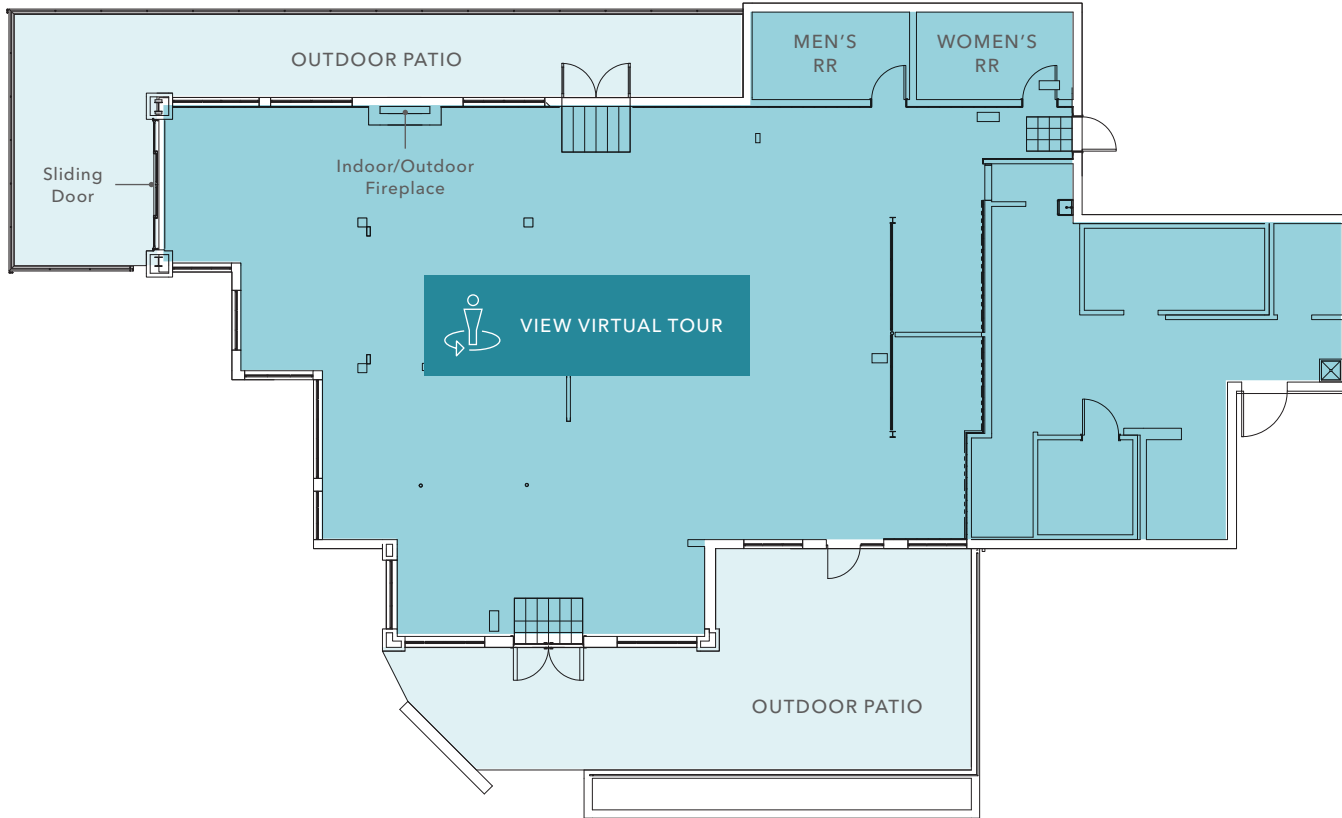 OUTDOOR PATIO
MEN'S
RR
WOMEN'S
RR
Sliding
Door
Indoor/Outdoor
Fireplace
VIEW VIRTUAL TOUR
OUTDOOR PATIO